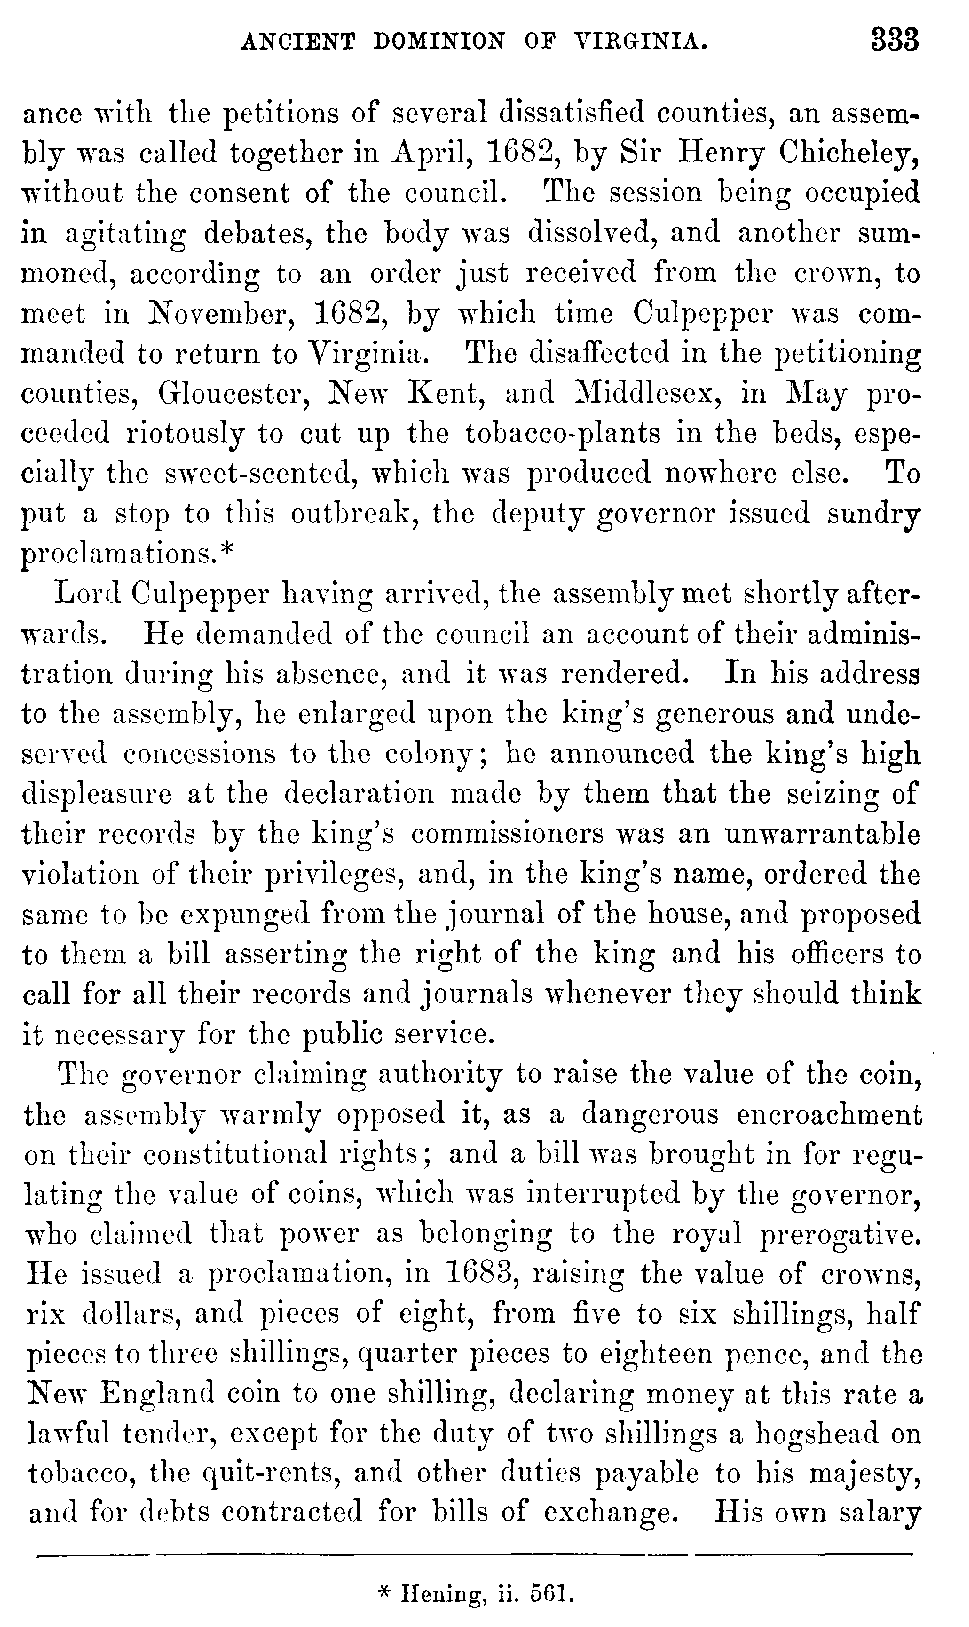 ANCIENT DOMINION OF VIRGINIA. 333
ance with the petitions of several dissatisfied counties, an assem-
bly was called together in April, 1682, by Sir Henry Chicheley,
without the consent of the council. The session being occupied
in agitating debates, the body was dissolved, and another sum-
moned, according to an order just received from the crown, to
meet in November, 1682, by which time Culpepper was com-
manded to return to Virginia. The disaffected in the petitioning
counties, Gloucester, New Kent, and Middlesex, in May pro-
ceeded riotously to cut up the tobacco-plants in the beds, espe-
cially the sweet-scented, which was produced nowhere else. To
put a stop to this outbreak, the deputy governor issued sundry
proclamations.*
Lord Culpepper having arrived, the assembly met shortly after-
wards. He demanded of the council an account of their adminis-
tration during his absence, and it was rendered. In his address
to the assembly, he enlarged upon the king's generous and unde-
served concessions to the colony; he announced the king's high
displeasure at the declaration made by them that the seizing of
their records by the king's commissioners was an unwarrantable
violation of their privileges, and, in the king's name, ordered the
same to be expunged from the journal of the house, and proposed
to them a bill asserting the right of the king and his officers to
call for all their records and journals whenever they should think
it necessary for the public service.
The governor claiming authority to raise the value of the coin,
the assembly warmly opposed it, as a dangerous encroachment
on their constitutional rights; and a bill was brought in for regu-
lating the value of coins, which was interrupted by the governor,
who claimed that power as belonging to the royal prerogative.
He issued a proclamation, in 1683, raising the value of crowns,
rix dollars, and pieces of eight, from five to six shillings, half
pieces to three shillings, quarter pieces to eighteen pence, and the
New England coin to one shilling, declaring money at this rate a
lawful tender, except for the duty of two shillings a hogshead on
tobacco, the quit-rents, and other duties payable to his majesty,
and for debts contracted for bills of exchange. His own salary
* Hening, ii. 561.